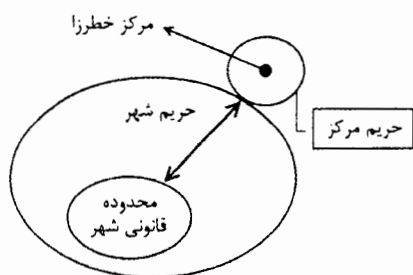 مرکز خطرزا
حریم شهر
حریم مرکز
محدوده
قانونی شهر